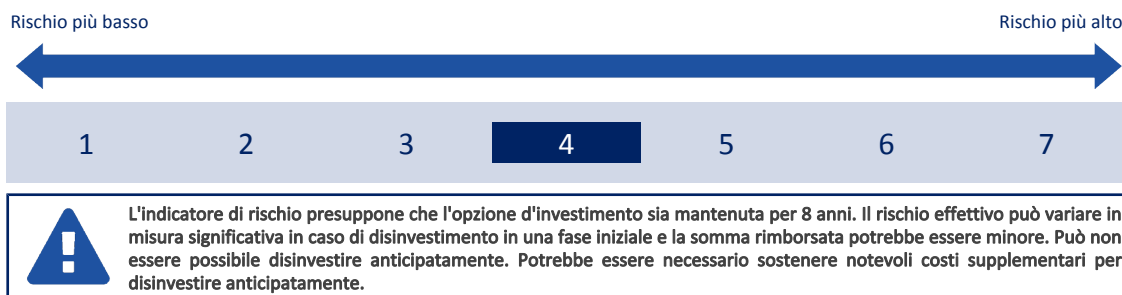 Rischio più basso Rischio più alto
1 2 3 4 5 6 7
L'indicatore di rischio presuppone che l'opzione d'investimento sia mantenuta per 8 anni. Il rischio effettivo può variare in
misura significativa in caso di disinvestimento in una fase iniziale e la somma rimborsata potrebbe essere minore. Può non
essere possibile disinvestire anticipatamente. Potrebbe essere necessario sostenere notevoli costi supplementari per
disinvestire anticipatamente.